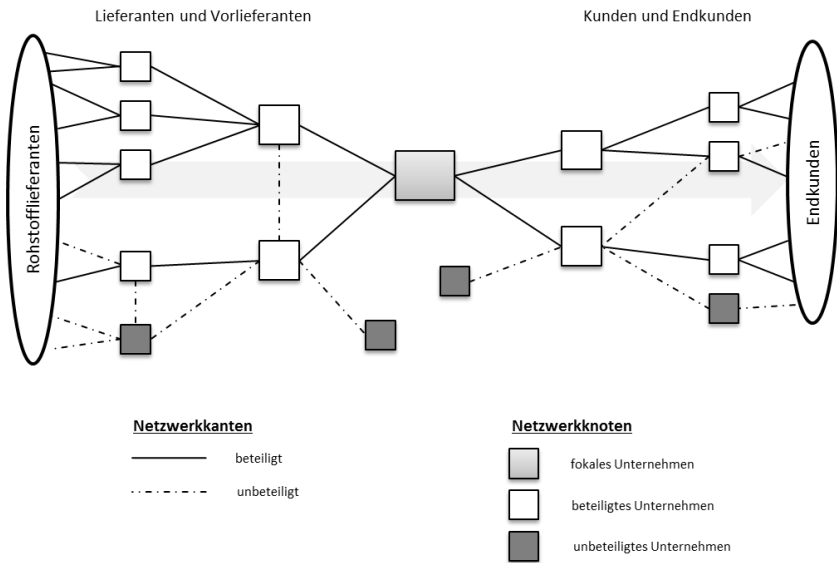 Lieferanten und Vorlieferanten
Kunden und Endkunden
Rohstofflieferanten
Endkunden
Netzwerkkanten
beteiligt
unbeteiligt
Netzwerkknoten
fokales Unternehmen
beteiligtes Unternehmen
unbeteiligtes Unternehmen